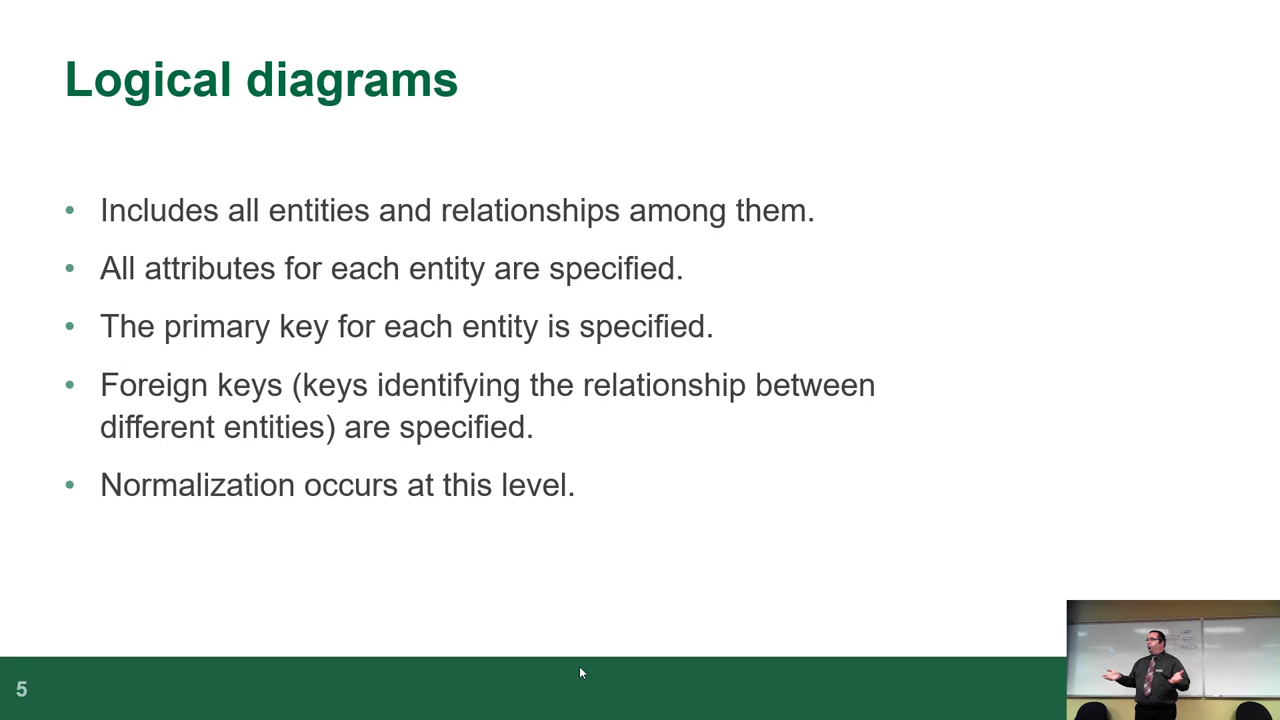 Logical diagrams
• Includes all entities and relationships among them.
• All attributes for each entity are specified.
• The primary key for each entity is specified.
• Foreign keys (keys identifying the relationship between
different entities) are specified.
• Normalization occurs at this level.
5